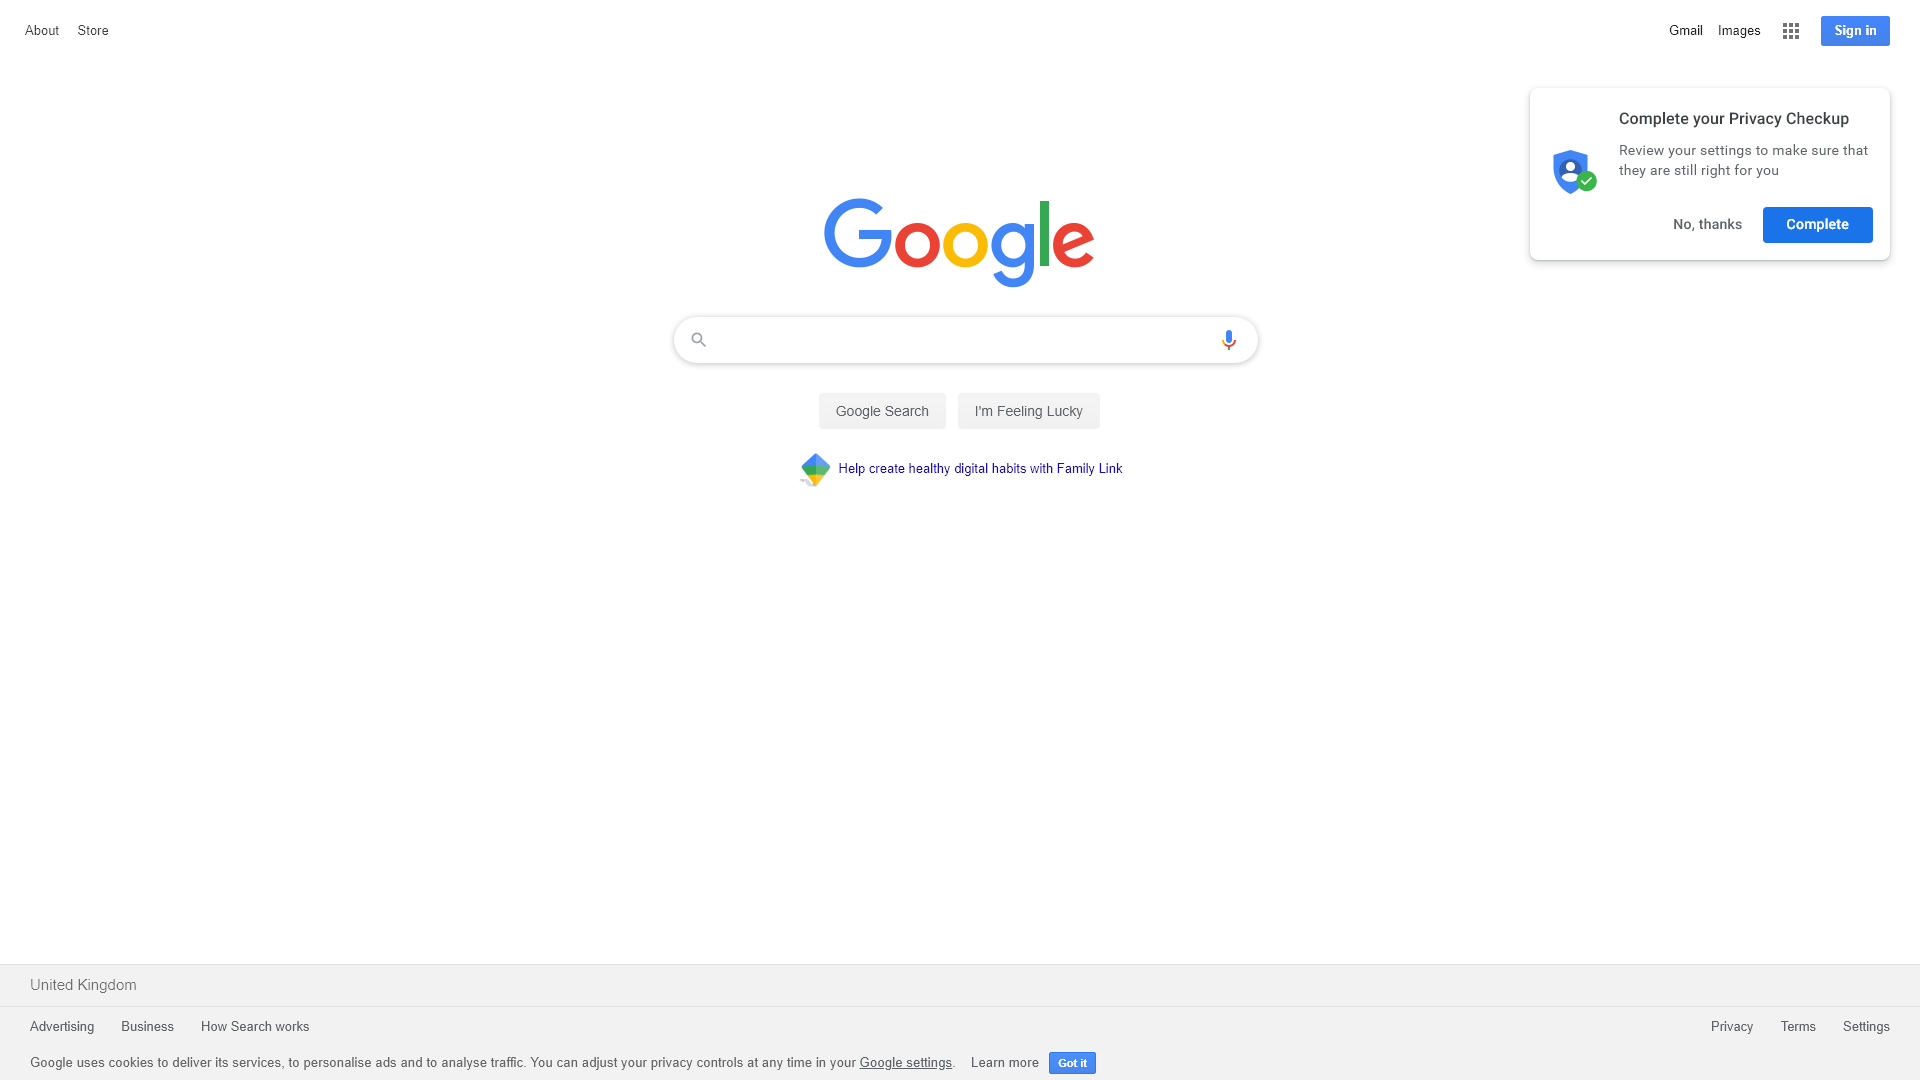 About Store
Gmail Images Sign in
Complete your Privacy Checkup
Review your settings to make sure that
they are still right for you
No, thanks Complete
Google
Google Search I'm Feeling Lucky
Help create healthy digital habits with Family Link
United Kingdom
Advertising Business How Search works
Privacy Terms Settings
Google uses cookies to deliver its services, to personalise ads and to analyse traffic. You can adjust your privacy controls at any time in your Google settings. Learn more Got it